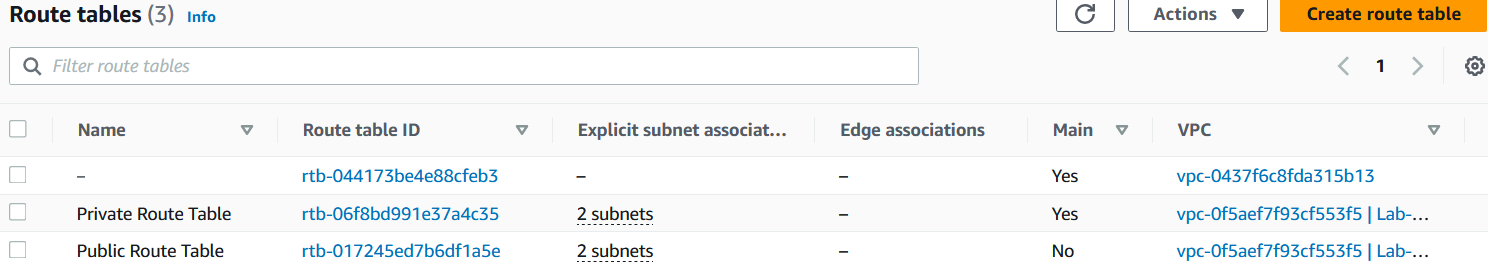 Route tables (3) Info Actions Create route table
Filter route tables 1
Name Route table ID Explicit subnet associat... Edge associations Main VPC
– rtb-044173be4e88cfeb3 – – Yes vpc-0437f6c8fda315b13
Private Route Table rtb-06f8bd991e37a4c35 2 subnets – Yes vpc-0f5aef7f93cf553f5 | Lab-...
Public Route Table rtb-017245ed7b6df1a5e 2 subnets – No vpc-0f5aef7f93cf553f5 | Lab-...